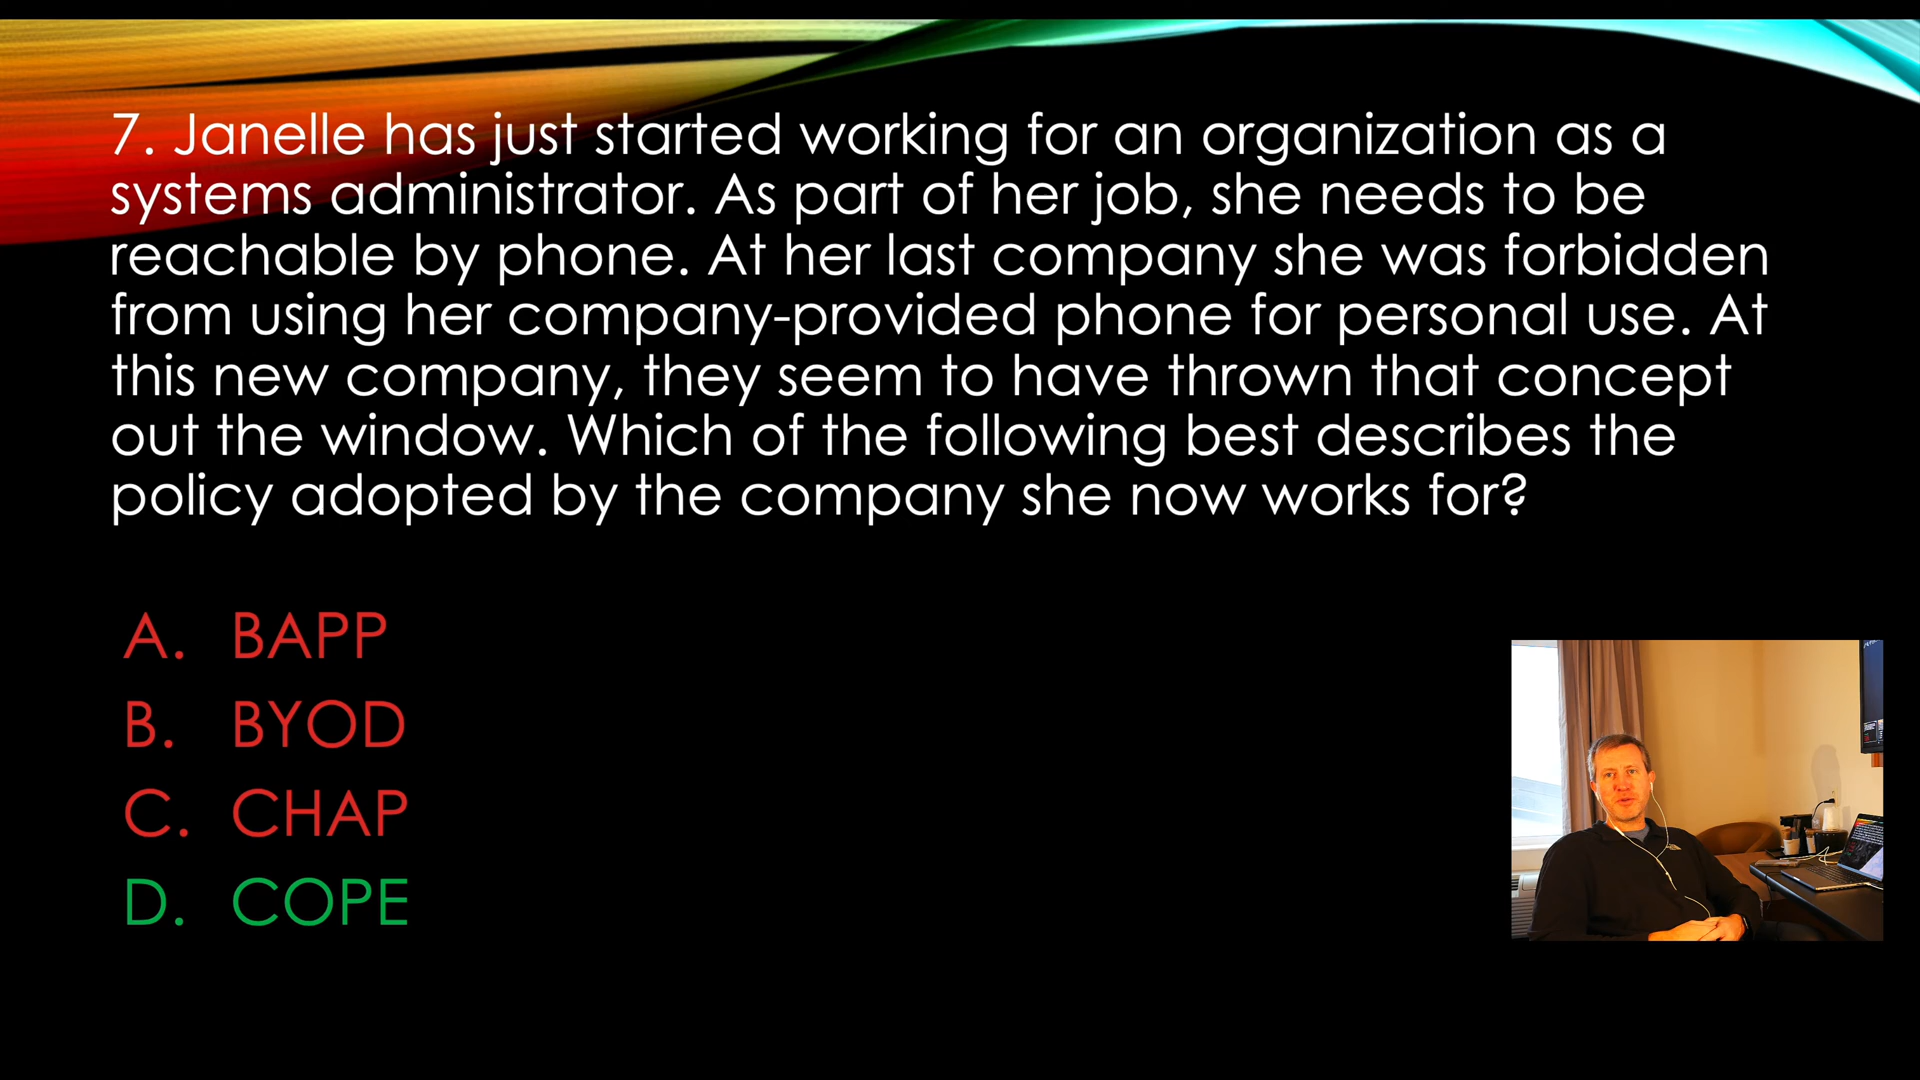 7. Janelle has just started working for an organization as a
systems administrator. As part of her job, she needs to be
reachable by phone. At her last company she was forbidden
from using her company-provided phone for personal use. At
this new company, they seem to have thrown that concept
out the window. Which of the following best describes the
policy adopted by the company she now works for?
A. BAPP
B. BYOD
C. CHAP
D. COPE